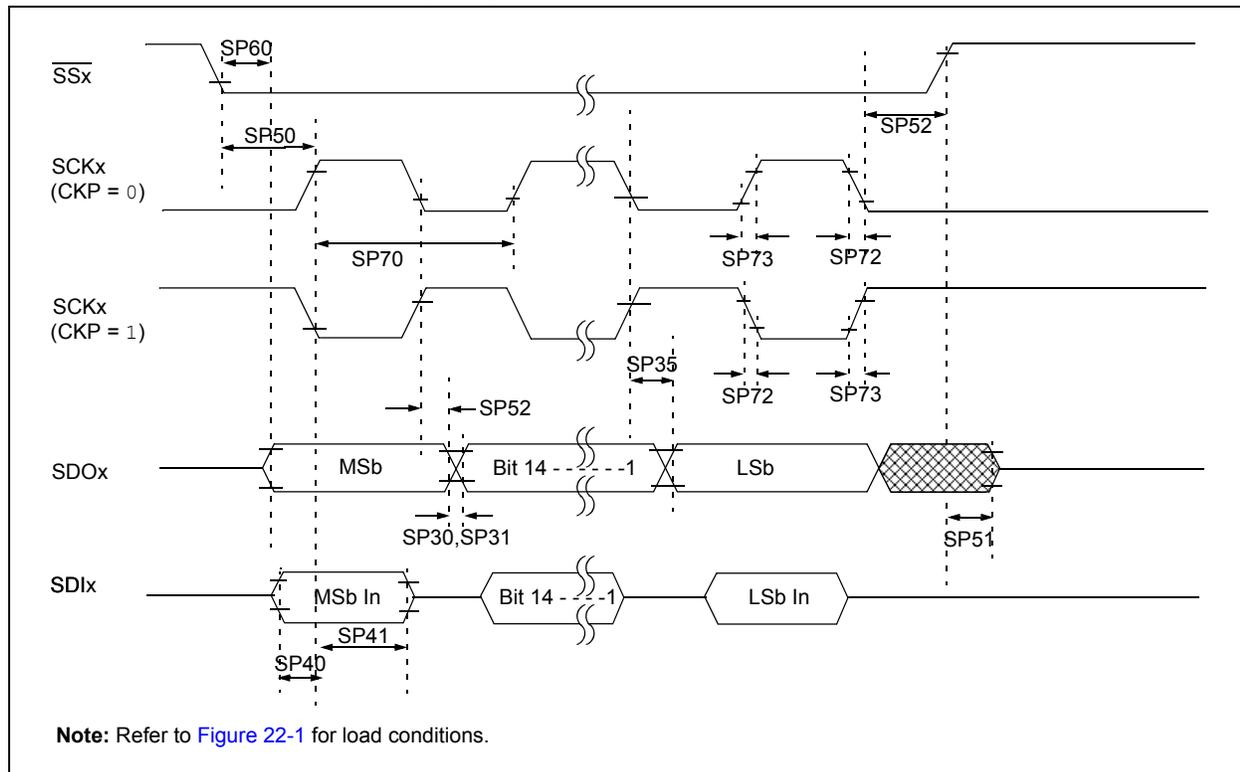 SP60
SSx
SP50
SP52
SCKx
(CKP = 0)
SP70
SP73
SP72
SCKx
(CKP = 1)
SP35
SP72
SP73
SP52
SDOx
MSb
Bit 14 - - - - - -1
LSb
SP30,SP31
SP51
SDIx
MSb In
Bit 14 - - - -1
LSb In
SP41
SP40
Note: Refer to Figure 22-1 for load conditions.